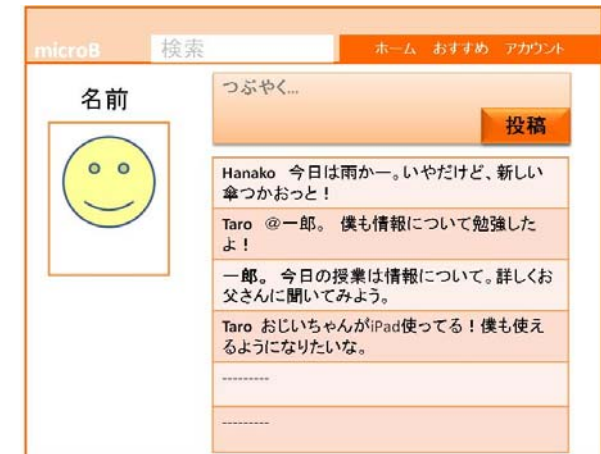 microB 検索 ホーム おすすめ アカウント
名前
つぶやく...
投稿
Hanako 今日は雨かー。いやだけど、新しい
傘つかおっと！
Taro @一郎。 僕も情報について勉強した
よ！
一郎。 今日の授業は情報について。詳しくお
父さんに聞いてみよう。
Taro おじいちゃんがiPad使ってる！僕も使え
るようになりたいな。
---------
---------